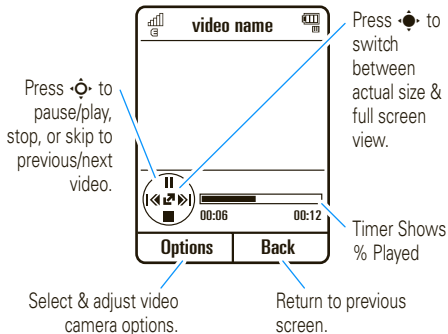 video name
Press ·● · to
switch
between
actual size &
full screen
view.
Press ·Ô· to
pause/play,
stop, or skip to
previous/next
video.
00:06
00:12
Timer Shows
% Played
Options
Back
Select & adjust video
camera options.
Return to previous
screen.